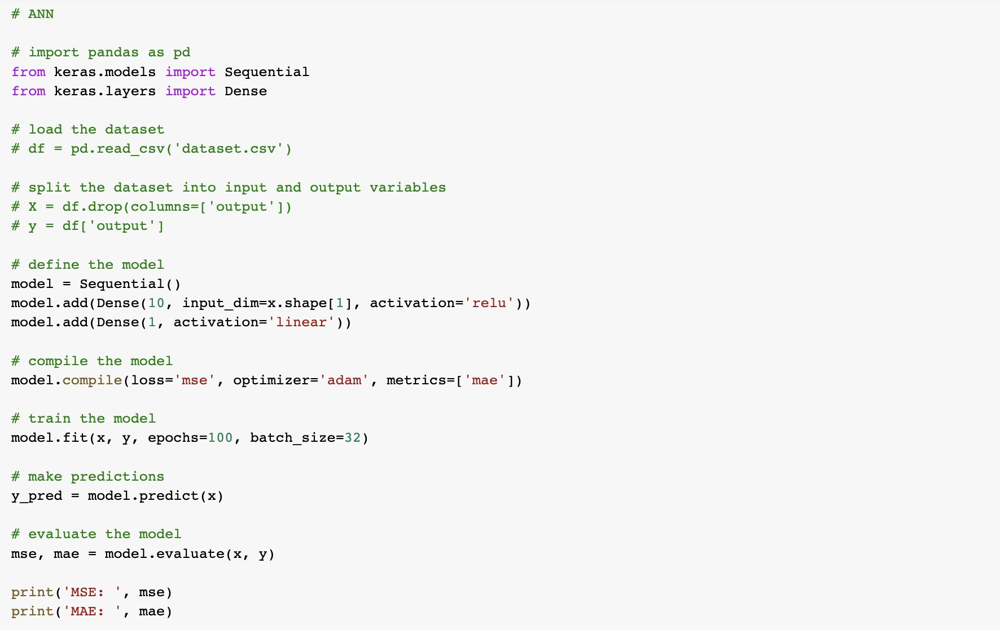 # ANN
# import pandas as pd
from keras.models import Sequential
from keras.layers import Dense
# load the dataset
# df = pd.read_csv('dataset.csv')
# split the dataset into input and output variables
# X = df.drop(columns=['output'])
# y = df['output']
# define the model
model = Sequential()
model.add(Dense(10, input_dim=x.shape[1], activation='relu'))
model.add(Dense(1, activation='linear'))
# compile the model
model.compile(loss='mse', optimizer='adam', metrics=['mae'])
# train the model
model.fit(x, y, epochs=100, batch_size=32)
# make predictions
y_pred = model.predict(x)
# evaluate the model
mse, mae = model.evaluate(x, y)
print('MSE: ', mse)
print('MAE: ', mae)